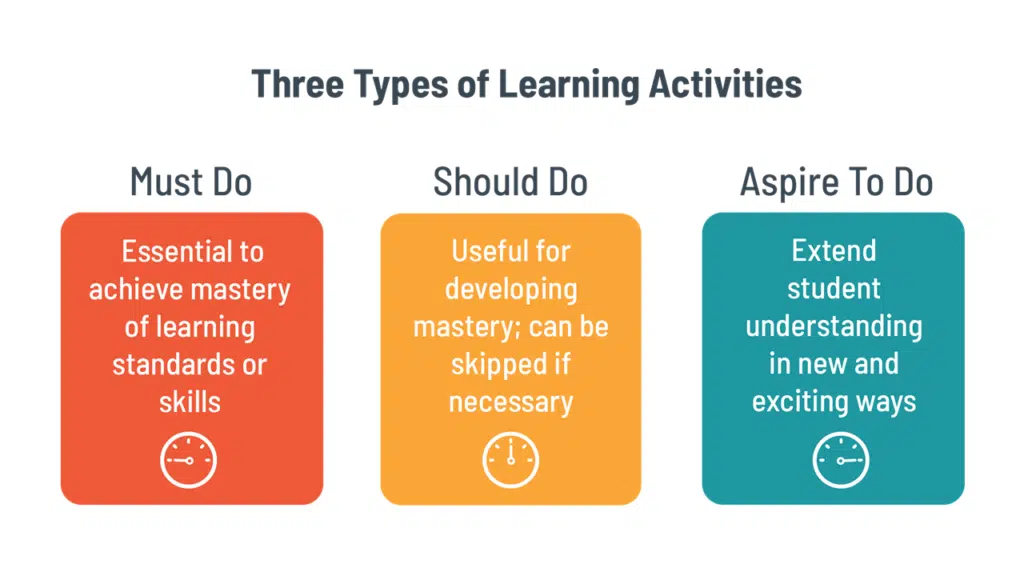 Three Types of Learning Activities
Must Do
Essential to
achieve mastery
of learning
standards or
skills
Should Do
Useful for
developing
mastery; can be
skipped if
necessary
Aspire To Do
Extend
student
understanding
in new and
exciting ways